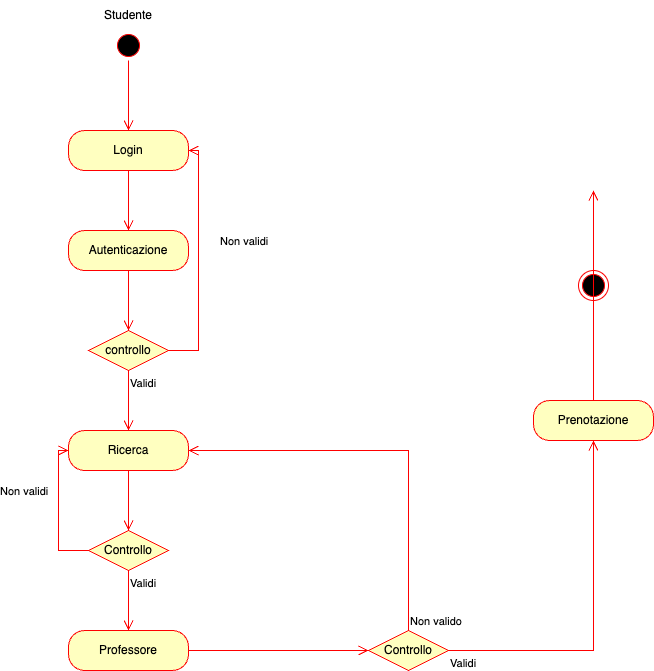 Studente
Login
Non validi
Autenticazione
controllo
Validi
Prenotazione
Ricerca
Non validi
Controllo
Validi
Non valido
Professore
Controllo
Validi